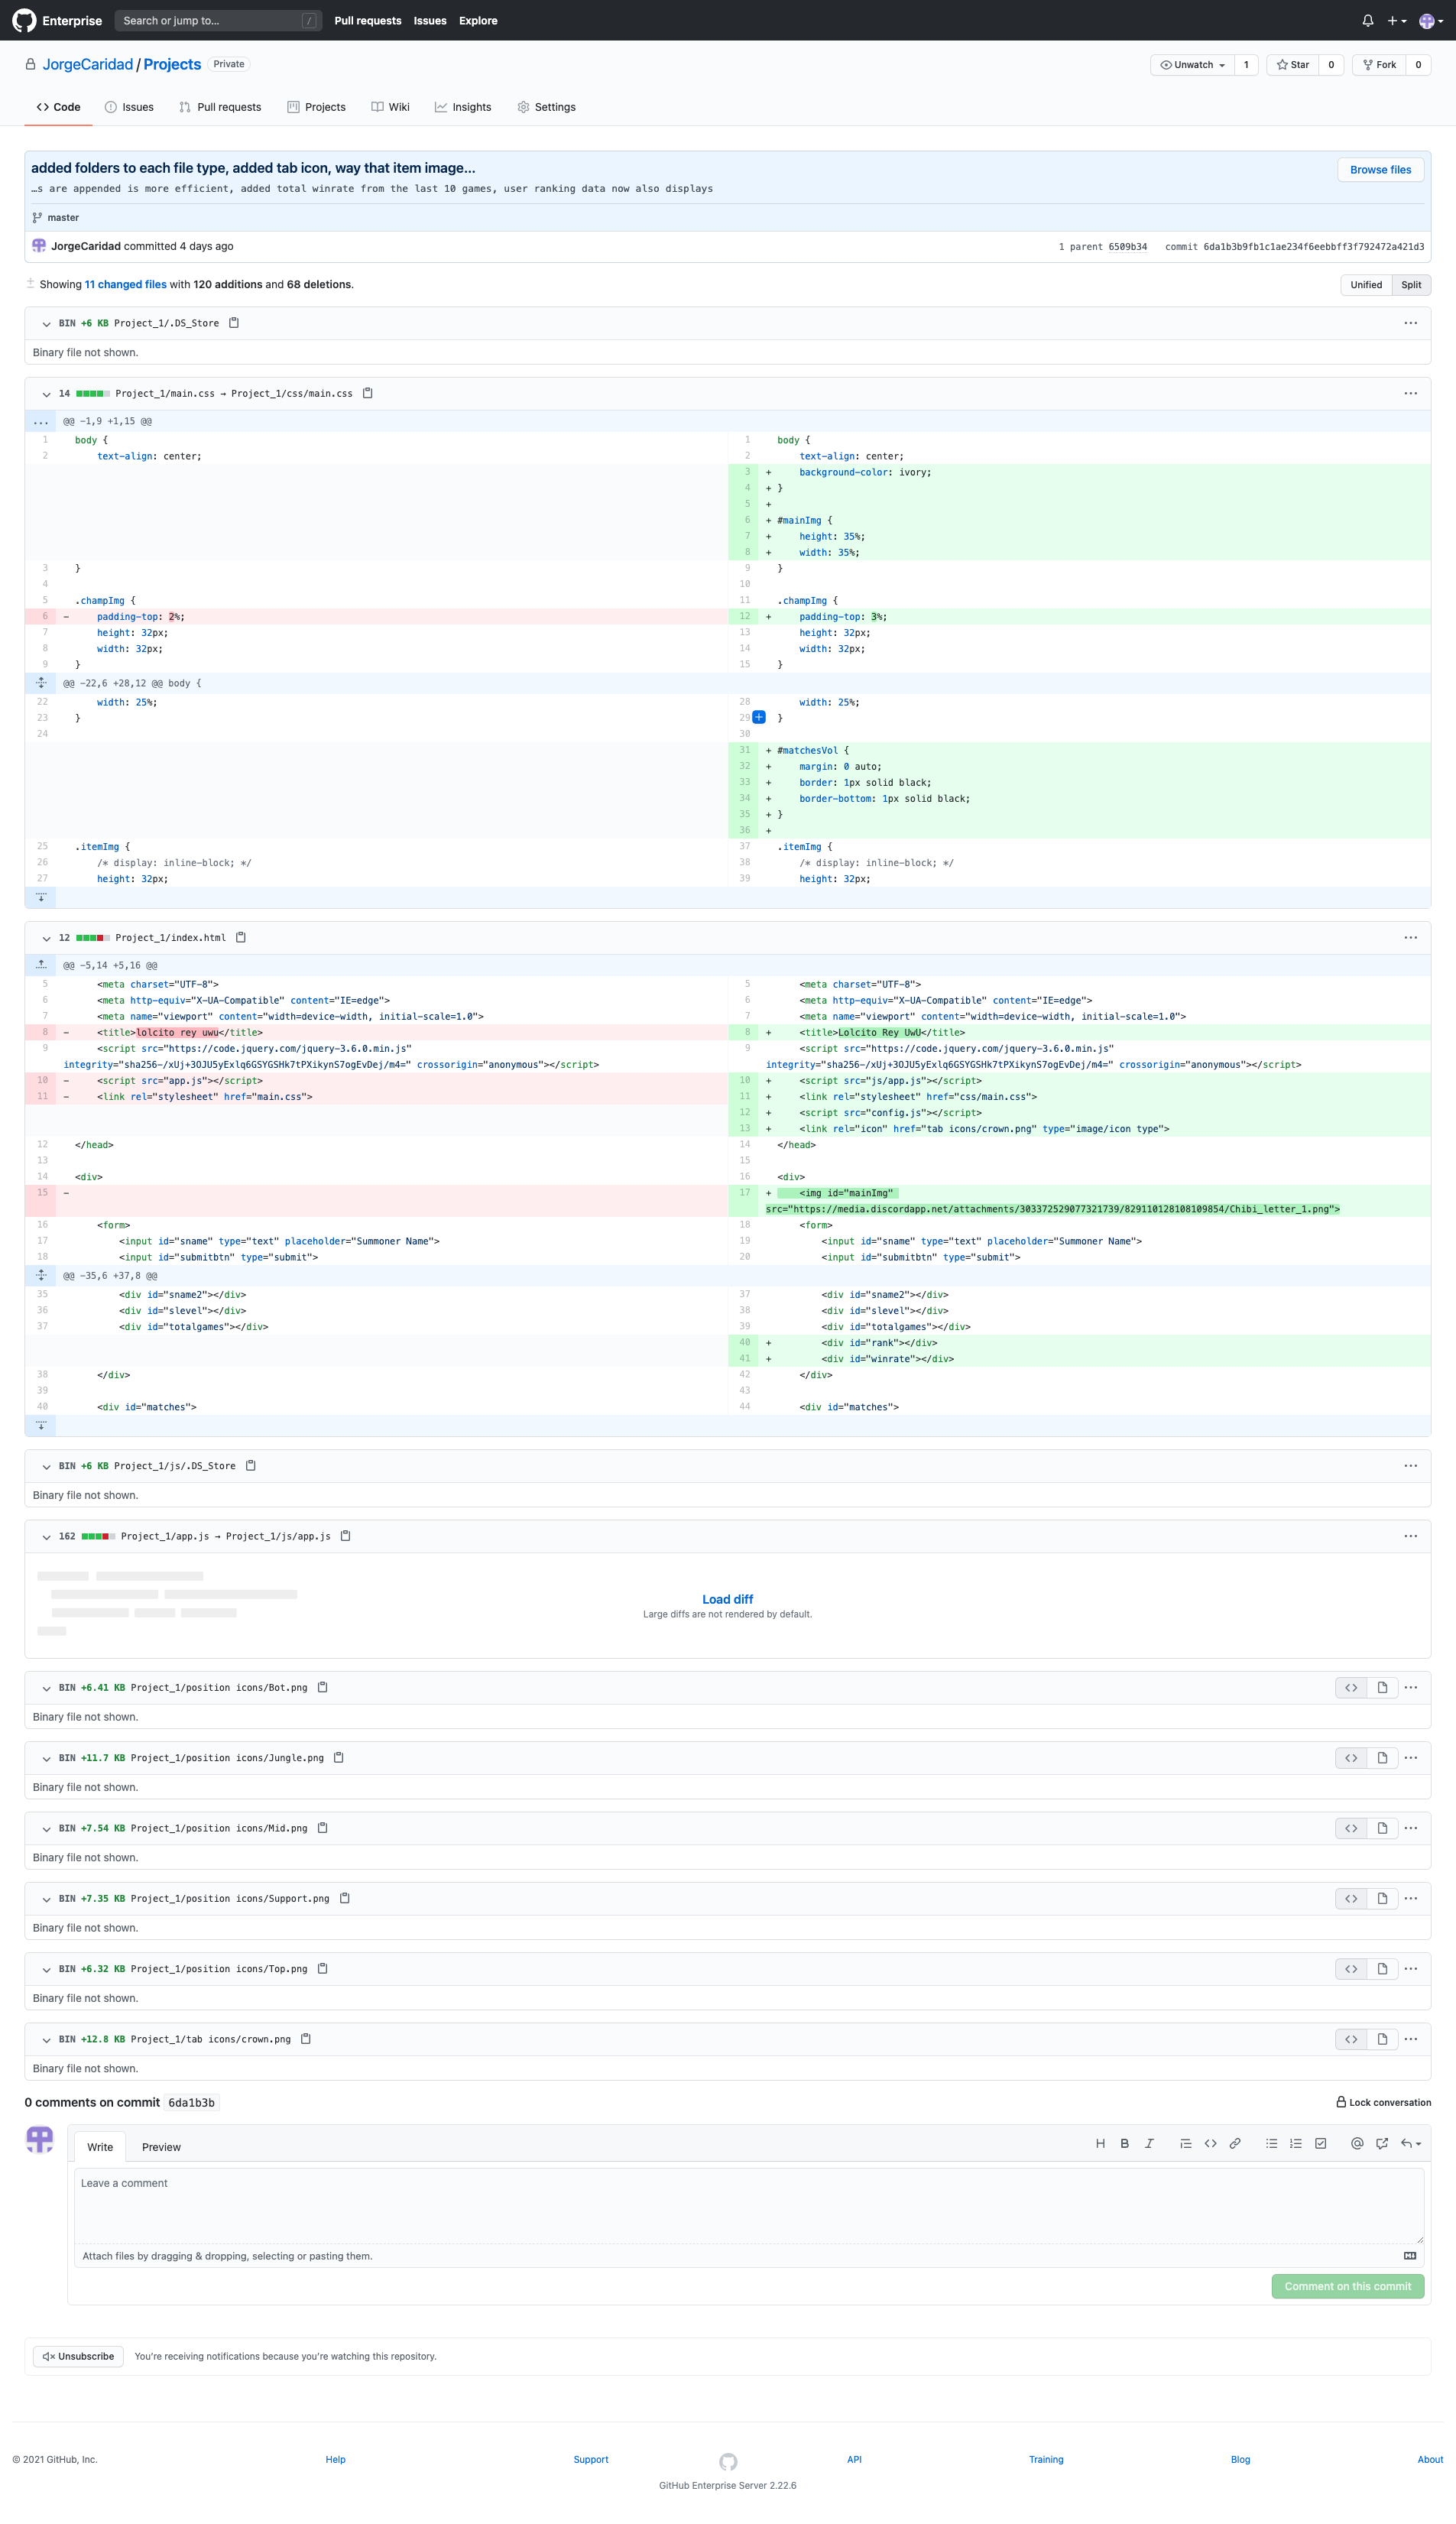 Enterprise
Search or jump to...
/
Pull requests
Issues
Explore
JorgeCaridad / Projects
Private
Unwatch
1
Star
0
Fork
0
Code
Issues
Pull requests
Projects
Wiki
Insights
Settings
added folders to each file type, added tab icon, way that item image...
Browse files
…s are appended is more efficient, added total winrate from the last 10 games, user ranking data now also displays
master
JorgeCaridad committed 4 days ago
1 parent 6509b34 commit 6da1b3b9fb1c1ae234f6eebbff3f792472a421d3
Showing 11 changed files with 120 additions and 68 deletions.
Unified
Split
BIN +6 KB Project_1/.DS_Store
Binary file not shown.
14 Project_1/main.css → Project_1/css/main.css
... @@ -1,9 +1,15 @@
1 body { 1 body {
2 text-align: center; 2 text-align: center;
3 + background-color: ivory;
4 + }
5 +
6 + #mainImg {
7 + height: 35%;
8 + width: 35%;
3 } 9 }
4 10
5 .champImg { 11 .champImg {
6 - padding-top: 2%; 12 + padding-top: 3%;
7 height: 32px; 13 height: 32px;
8 width: 32px; 14 width: 32px;
9 } 15 }
@@ -22,6 +28,12 @@ body {
22 width: 25%; 28 width: 25%;
23 } 29 + }
24 30
31 + #matchesVol {
32 + margin: 0 auto;
33 + border: 1px solid black;
34 + border-bottom: 1px solid black;
35 + }
36 +
25 .itemImg { 37 .itemImg {
26 /* display: inline-block; */ 38 /* display: inline-block; */
27 height: 32px; 39 height: 32px;
12 Project_1/index.html
@@ -5,14 +5,16 @@
5 <meta charset="UTF-8"> 5 <meta charset="UTF-8">
6 <meta http-equiv="X-UA-Compatible" content="IE=edge"> 6 <meta http-equiv="X-UA-Compatible" content="IE=edge">
7 <meta name="viewport" content="width=device-width, initial-scale=1.0"> 7 <meta name="viewport" content="width=device-width, initial-scale=1.0">
8 - <title>lolcito rey uwu</title> 8 + <title>Lolcito Rey UwU</title>
9 <script src="https://code.jquery.com/jquery-3.6.0.min.js" 9 <script src="https://code.jquery.com/jquery-3.6.0.min.js"
integrity="sha256-/xUj+3OJU5yExlq6GSYGSHk7tPXikynS7ogEvDej/m4=" crossorigin="anonymous"></script> integrity="sha256-/xUj+3OJU5yExlq6GSYGSHk7tPXikynS7ogEvDej/m4=" crossorigin="anonymous"></script>
10 - <script src="app.js"></script> 10 + <script src="js/app.js"></script>
11 - <link rel="stylesheet" href="main.css"> 11 + <link rel="stylesheet" href="css/main.css">
12 + <script src="config.js"></script>
13 + <link rel="icon" href="tab icons/crown.png" type="image/icon type">
12 </head> 14 </head>
13 15
14 <div> 16 <div>
15 - 17 + <img id="mainImg"
src="https://media.discordapp.net/attachments/303372529077321739/829110128108109854/Chibi_letter_1.png">
16 <form> 18 <form>
17 <input id="sname" type="text" placeholder="Summoner Name"> 19 <input id="sname" type="text" placeholder="Summoner Name">
18 <input id="submitbtn" type="submit"> 20 <input id="submitbtn" type="submit">
@@ -35,6 +37,8 @@
35 <div id="sname2"></div> 37 <div id="sname2"></div>
36 <div id="slevel"></div> 38 <div id="slevel"></div>
37 <div id="totalgames"></div> 39 <div id="totalgames"></div>
40 + <div id="rank"></div>
41 + <div id="winrate"></div>
38 </div> 42 </div>
39 43
40 <div id="matches"> 44 <div id="matches">
BIN +6 KB Project_1/js/.DS_Store
Binary file not shown.
162 Project_1/app.js → Project_1/js/app.js
Load diff
Large diffs are not rendered by default.
BIN +6.41 KB Project_1/position icons/Bot.png
Binary file not shown.
BIN +11.7 KB Project_1/position icons/Jungle.png
Binary file not shown.
BIN +7.54 KB Project_1/position icons/Mid.png
Binary file not shown.
BIN +7.35 KB Project_1/position icons/Support.png
Binary file not shown.
BIN +6.32 KB Project_1/position icons/Top.png
Binary file not shown.
BIN +12.8 KB Project_1/tab icons/crown.png
Binary file not shown.
0 comments on commit 6da1b3b
Lock conversation
Write
Preview
Leave a comment
Attach files by dragging & dropping, selecting or pasting them.
Comment on this commit
Unsubscribe
You're receiving notifications because you're watching this repository.
© 2021 GitHub, Inc.
Help
Support
API
Training
Blog
About
GitHub Enterprise Server 2.22.6